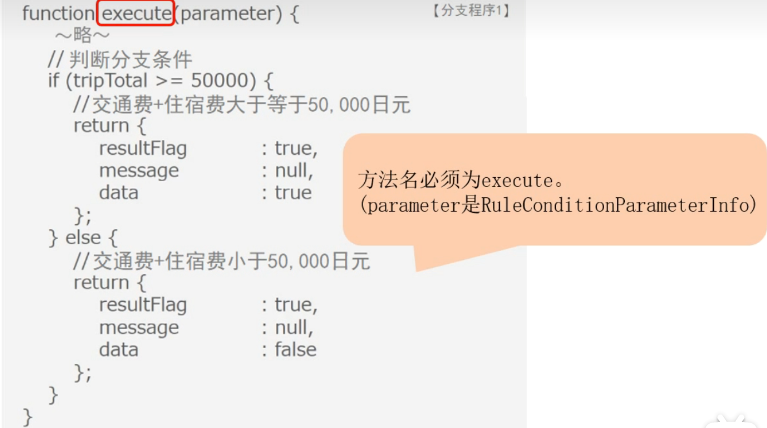 function execute(parameter) {
【分支程序1】
～略～
// 判断分支条件
if (tripTotal >= 50000) {
//交通费+住宿费大于等于50,000日元
return {
resultFlag : true,
message : null,
data : true
};
} else {
//交通费+住宿费小于50,000日元
return {
resultFlag : true,
message : null,
data : false
};
}
}
方法名必须为execute。
(parameter是RuleConditionParameterInfo)